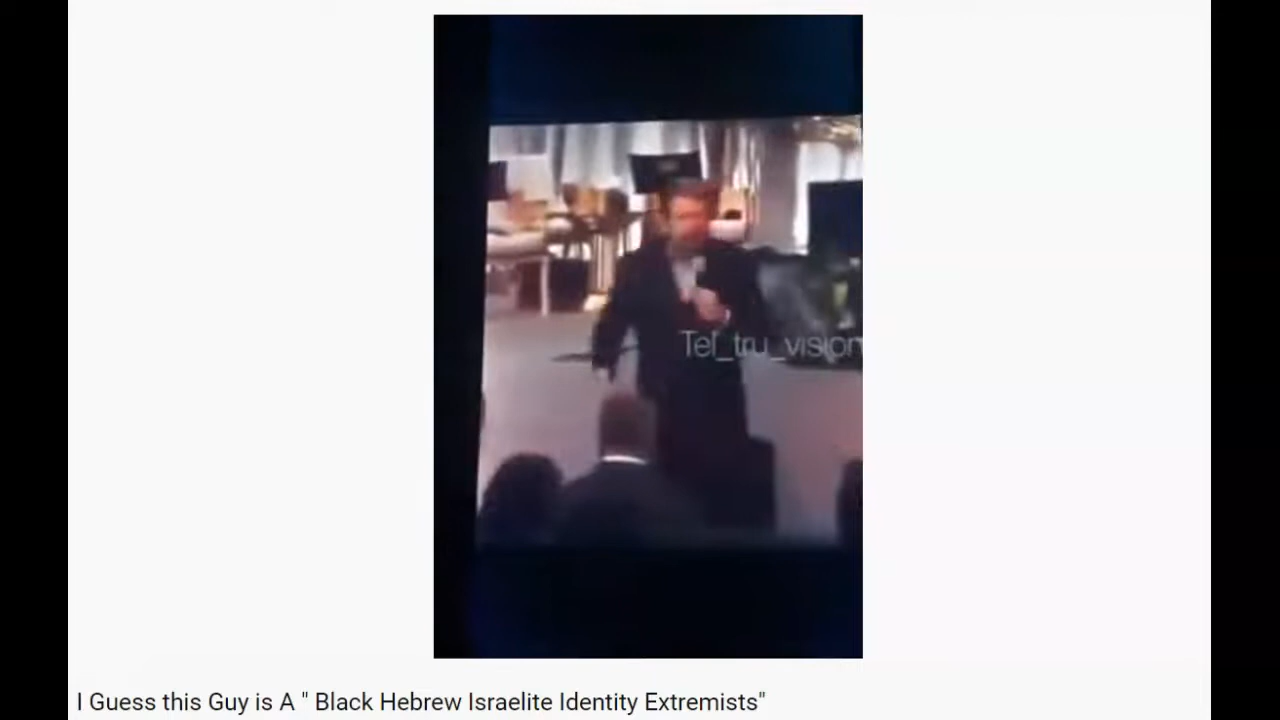 Tel_tru_vision
I Guess this Guy is A " Black Hebrew Israelite Identity Extremists"